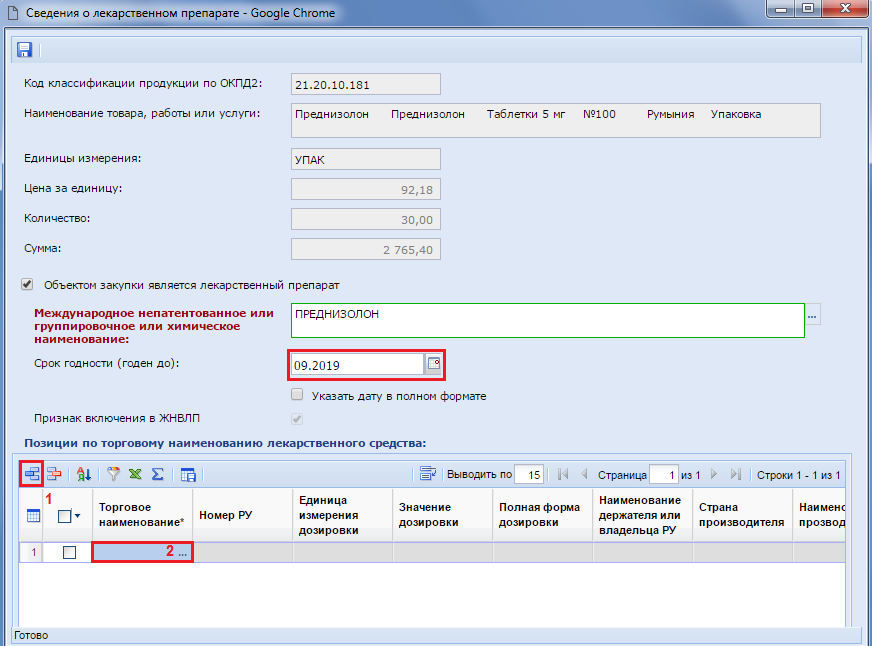 Сведения о лекарственном препарате - Google Chrome
Код классификации продукции по ОКПД2: 21.20.10.181
Наименование товара, работы или услуги: Преднизолон Преднизолон Таблетки 5 мг №100 Румыния Упаковка
Единицы измерения: УПАК
Цена за единицу: 92,18
Количество: 30,00
Сумма: 2 765,40
Объектом закупки является лекарственный препарат
Международное непатентованное или
группировочное или химическое
наименование:
ПРЕДНИЗОЛОН ...
Срок годности (годен до): 09.2019
Указать дату в полном формате
Признак включения в ЖНВЛП
Позиции по торговому наименованию лекарственного средства:
Выводить по 15 Страница 1 из 1 Строки 1 - 1 из 1
1
Торговое
наименование*
Номер РУ
Единица
измерения
дозировки
Значение
дозировки
Полная форма
дозировки
Наименование
держателя или
владельца РУ
Страна
производителя
Наимено
прозвод
1 2 ...
Готово